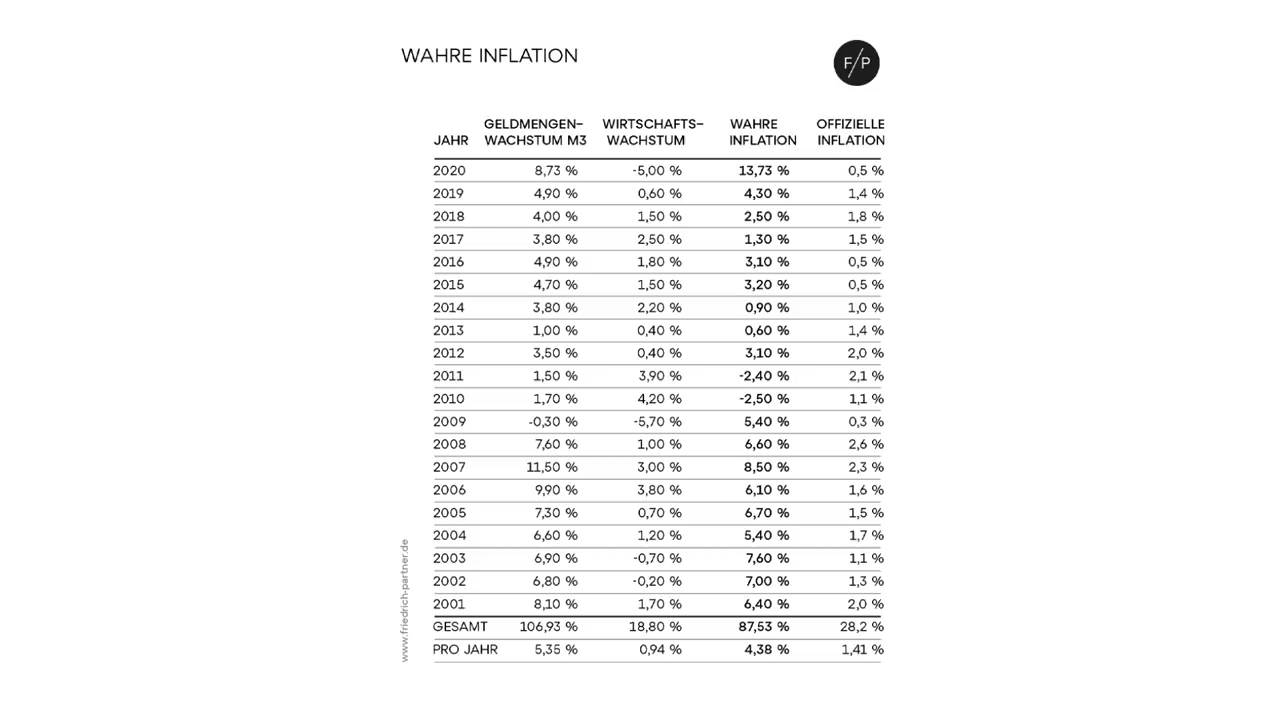 WAHRE INFLATION
F/P
GELDMENGEN- WIRTSCHAFTS- WAHRE OFFIZIELLE
JAHR WACHSTUM M3 WACHSTUM INFLATION INFLATION
2020 8,73 % -5,00 % 13,73 % 0,5 %
2019 4,90 % 0,60 % 4,30 % 1,4 %
2018 4,00 % 1,50 % 2,50 % 1,8 %
2017 3,80 % 2,50 % 1,30 % 1,5 %
2016 4,90 % 1,80 % 3,10 % 0,5 %
2015 4,70 % 1,50 % 3,20 % 0,5 %
2014 3,80 % 2,20 % 0,90 % 1,0 %
2013 1,00 % 0,40 % 0,60 % 1,4 %
2012 3,50 % 0,40 % 3,10 % 2,0 %
2011 1,50 % 3,90 % -2,40 % 2,1 %
2010 1,70 % 4,20 % -2,50 % 1,1 %
2009 -0,30 % -5,70 % 5,40 % 0,3 %
2008 7,60 % 1,00 % 6,60 % 2,6 %
2007 11,50 % 3,00 % 8,50 % 2,3 %
2006 9,90 % 3,80 % 6,10 % 1,6 %
2005 7,30 % 0,70 % 6,70 % 1,5 %
2004 6,60 % 1,20 % 5,40 % 1,7 %
2003 6,90 % -0,70 % 7,60 % 1,1 %
2002 6,80 % -0,20 % 7,00 % 1,3 %
2001 8,10 % 1,70 % 6,40 % 2,0 %
GESAMT 106,93 % 18,80 % 87,53 % 28,2 %
PRO JAHR 5,35 % 0,94 % 4,38 % 1,41 %
www.friedrich-partner.de